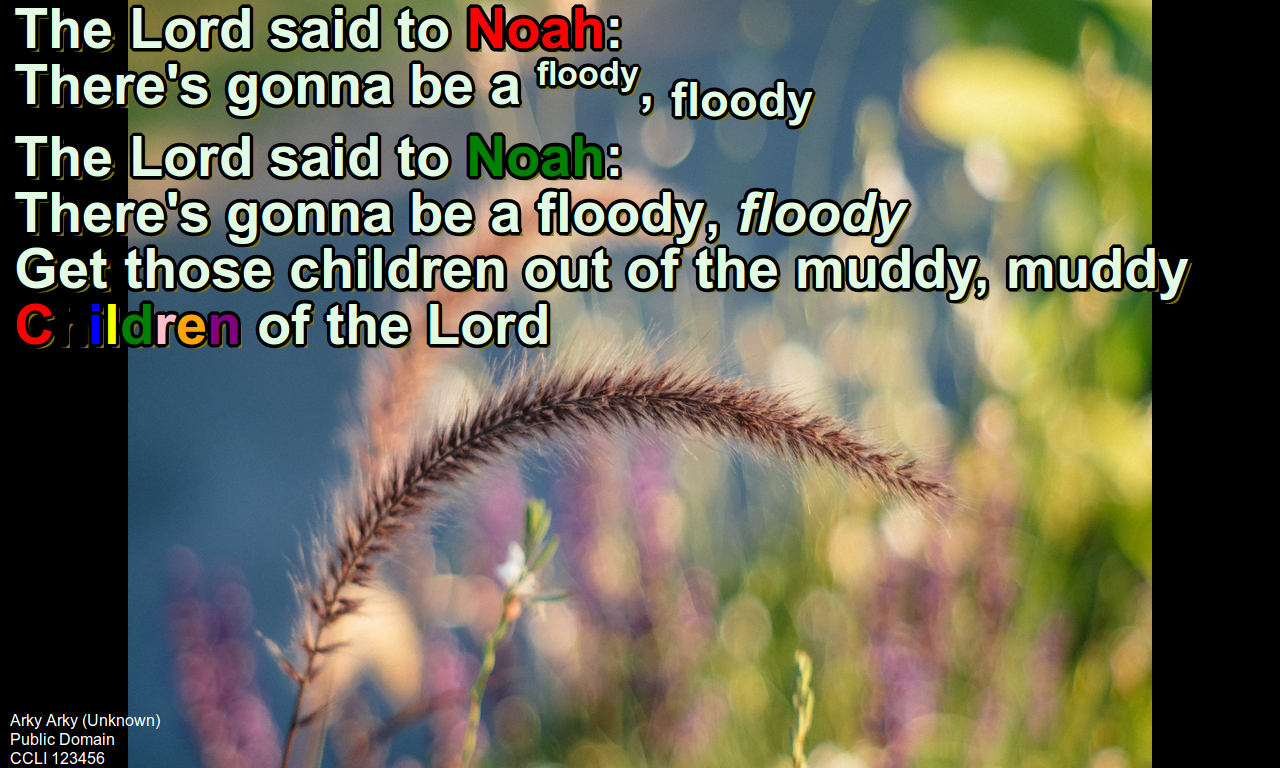 The Lord said to Noah:
There's gonna be a floody, floody
The Lord said to Noah:
There's gonna be a floody, floody
Get those children out of the muddy, muddy
Children of the Lord
Arky Arky (Unknown)
Public Domain
CCLI 123456